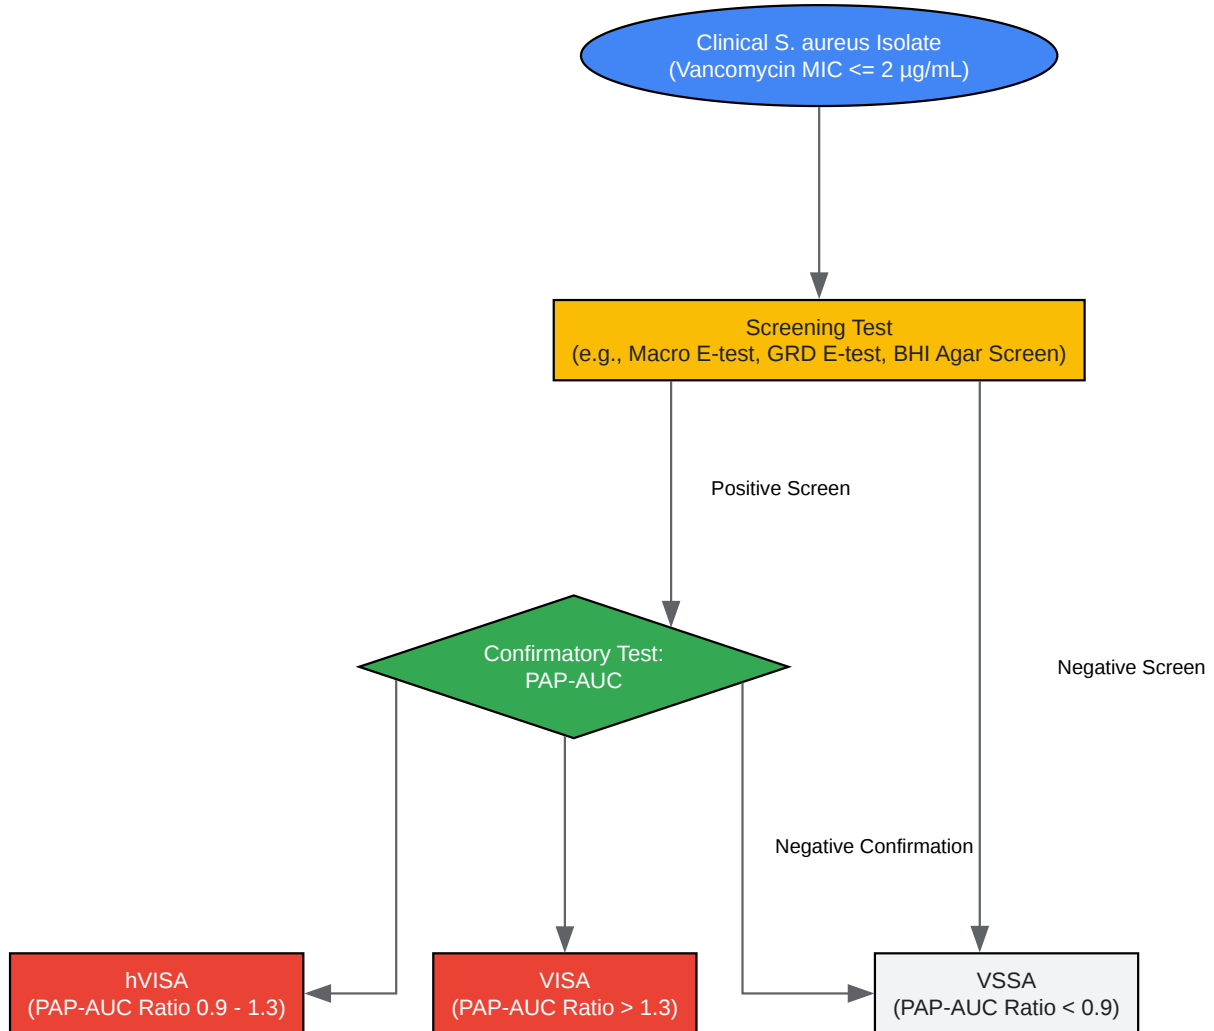 Clinical S. aureus Isolate
(Vancomycin MIC <= 2 µg/mL)
Screening Test
(e.g., Macro E-test, GRD E-test, BHI Agar Screen)
Positive Screen
Confirmatory Test:
PAP-AUC
Negative Screen
Negative Confirmation
hVISA
(PAP-AUC Ratio 0.9 - 1.3)
VISA
(PAP-AUC Ratio > 1.3)
VSSA
(PAP-AUC Ratio < 0.9)